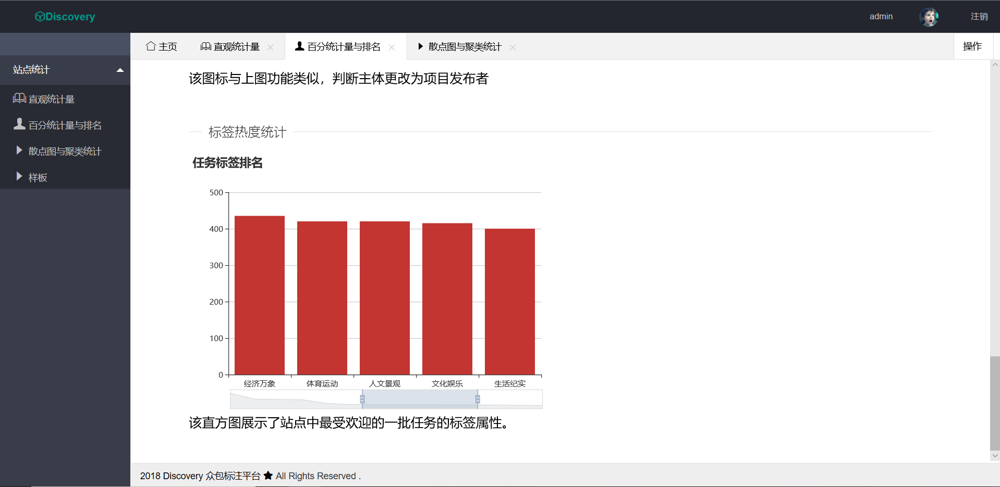 Discovery
admin
注销
站点统计
直观统计量
百分统计量与排名
散点图与聚类统计
样板
主页
直观统计量
百分统计量与排名
散点图与聚类统计
操作
该图标与上图功能类似，判断主体更改为项目发布者
标签热度统计
任务标签排名
500
400
300
200
100
0
经济万象 体育运动 人文景观 文化娱乐 生活纪实
该直方图展示了站点中最受欢迎的一批任务的标签属性。
2018 Discovery 众包标注平台 ★ All Rights Reserved .